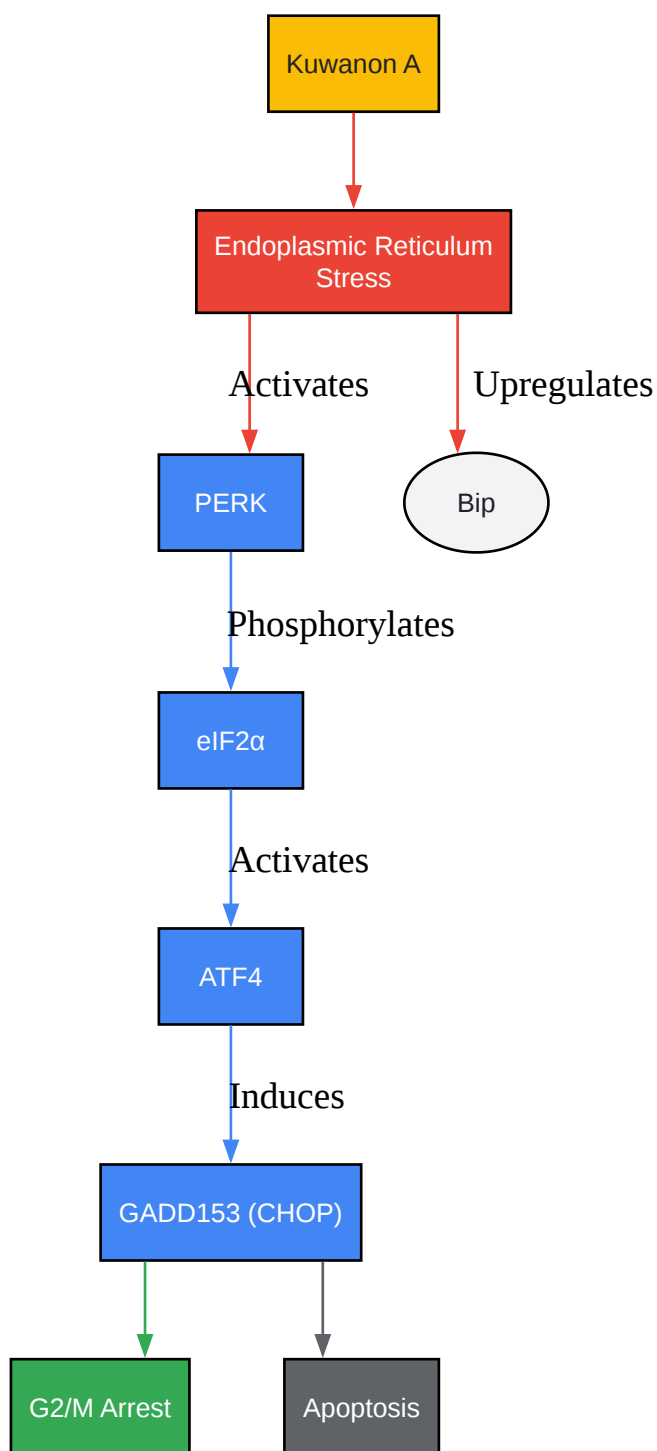 Kuwanon A
Endoplasmic Reticulum
Stress
Activates
Upregulates
PERK
Bip
Phosphorylates
eIF2α
Activates
ATF4
Induces
GADD153 (CHOP)
G2/M Arrest
Apoptosis